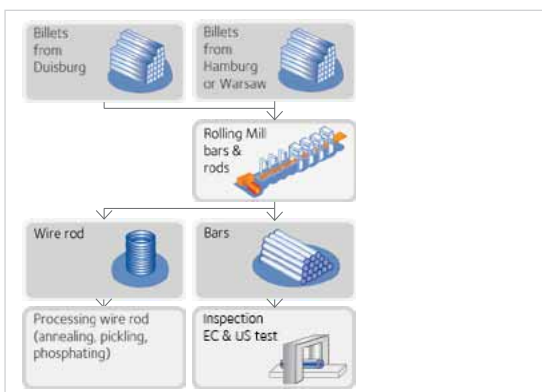 Billets
from
Duisburg
Billets
from
Hamburg
or Warsaw
Rolling Mill
bars &
rods
Wire rod
Bars
Processing wire rod
(annealing, pickling,
phosphating)
Inspection
EC & US test